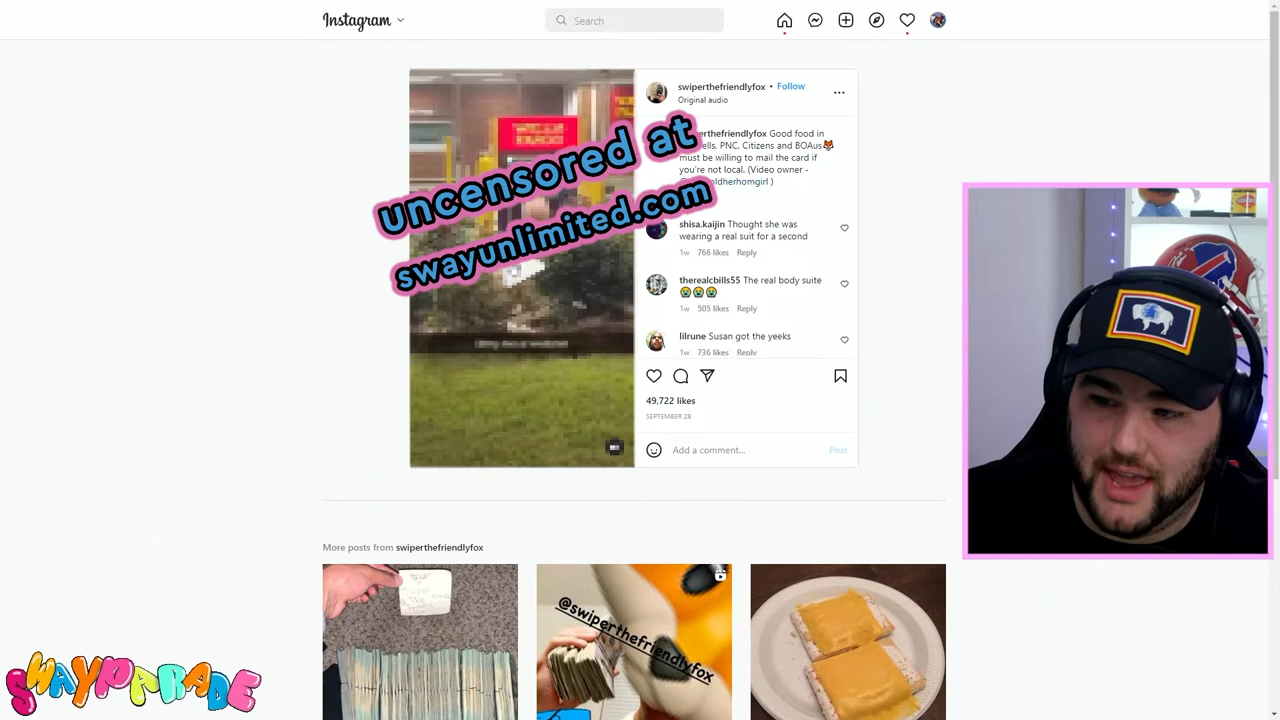 Instagram
Search
swiperthefriendlyfox • Follow
Original audio
uncensored at
swayunlimited.com
erthefriendlyfox Good food in
ells, PNC, Citizens and BOAus🦊
must be willing to mail the card if
you're not local. (Video owner -
oldherhomgirl )
shisa.kaijin Thought she was
wearing a real suit for a second
1w 766 likes Reply
therealcbills55 The real body suite
😭😭😭
1w 505 likes Reply
lilrune Susan got the yeeks
1w 736 likes Reply
49,722 likes
SEPTEMBER 28
Add a comment... Post
More posts from swiperthefriendlyfox
@swiperthefriendlyfox
SWAYPARADE